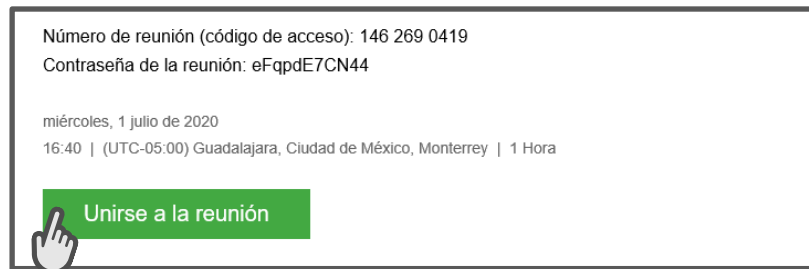 Número de reunión (código de acceso): 146 269 0419
Contraseña de la reunión: eFqpdE7CN44
miércoles, 1 julio de 2020
16:40 | (UTC-05:00) Guadalajara, Ciudad de México, Monterrey | 1 Hora
Unirse a la reunión